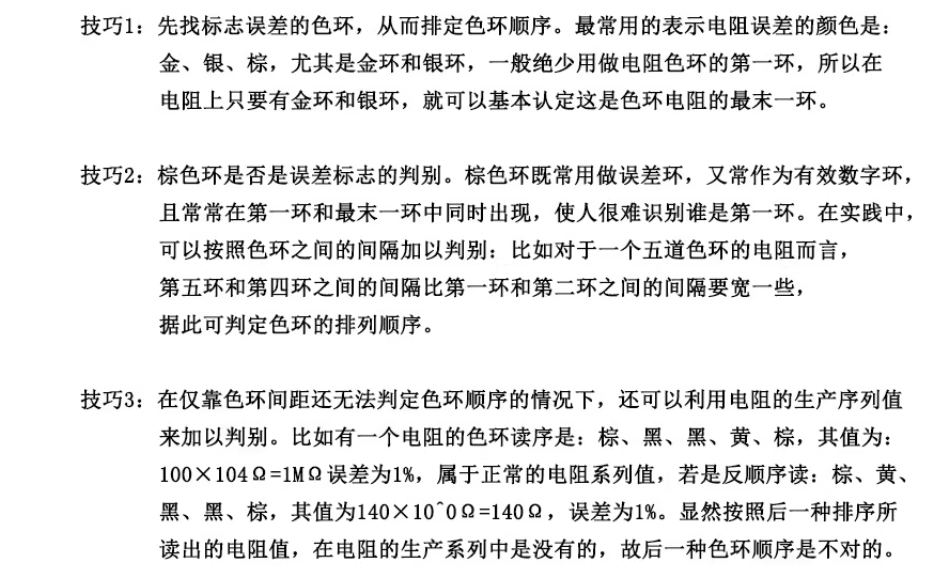 技巧1：先找标志误差的色环，从而排定色环顺序。最常用的表示电阻误差的颜色是：
金、银、棕，尤其是金环和银环，一般绝少用做电阻色环的第一环，所以在
电阻上只要有金环和银环，就可以基本认定这是色环电阻的最末一环。
技巧2：棕色环是否是误差标志的判别。棕色环既常用做误差环，又常作为有效数字环，
且常常在第一环和最末一环中同时出现，使人很难识别谁是第一环。在实践中，
可以按照色环之间的间隔加以判别：比如对于一个五道色环的电阻而言，
第五环和第四环之间的间隔比第一环和第二环之间的间隔要宽一些，
据此可判定色环的排列顺序。
技巧3：在仅靠色环间距还无法判定色环顺序的情况下，还可以利用电阻的生产序列值
来加以判别。比如有一个电阻的色环读序是：棕、黑、黑、黄、棕，其值为：
100×104Ω=1MΩ误差为1%，属于正常的电阻系列值，若是反顺序读：棕、黄、
黑、黑、棕，其值为140×10^0Ω=140Ω，误差为1%。显然按照后一种排序所
读出的电阻值，在电阻的生产系列中是没有的，故后一种色环顺序是不对的。